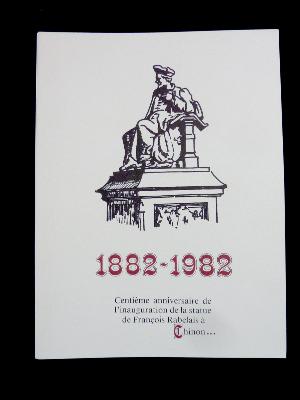 1882-1982
Centième anniversaire de
l'inauguration de la statue
de François Rabelais à
Chinon...